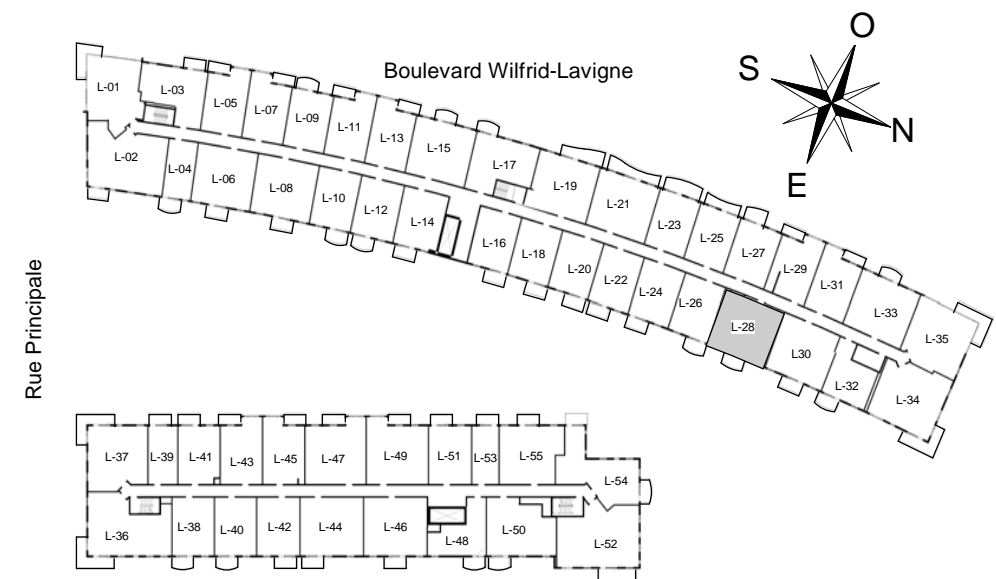 Boulevard Wilfrid-Lavigne
O
S
N
E
Rue Principale
L-01
L-03
L-05
L-07
L-09
L-11
L-13
L-15
L-17
L-19
L-21
L-23
L-25
L-27
L-29
L-31
L-33
L-35
L-02
L-04
L-06
L-08
L-10
L-12
L-14
L-16
L-18
L-20
L-22
L-24
L-26
L-28
L30
L-32
L-34
L-37
L-39
L-41
L-43
L-45
L-47
L-49
L-51
L-53
L-55
L-54
L-36
L-38
L-40
L-42
L-44
L-46
L-48
L-50
L-52